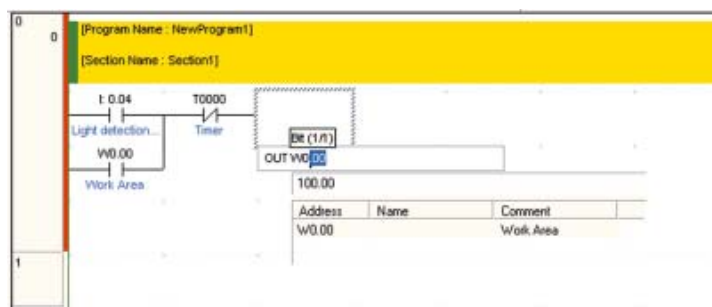 0
0
[Program Name : NewProgram1]
[Section Name : Section1]
I: 0.04 T0000
Light detection... Timer
W0.00
Work Area
Bit (1/1)
OUT W0.00
100.00
Address Name Comment
W0.00 Work Area
1